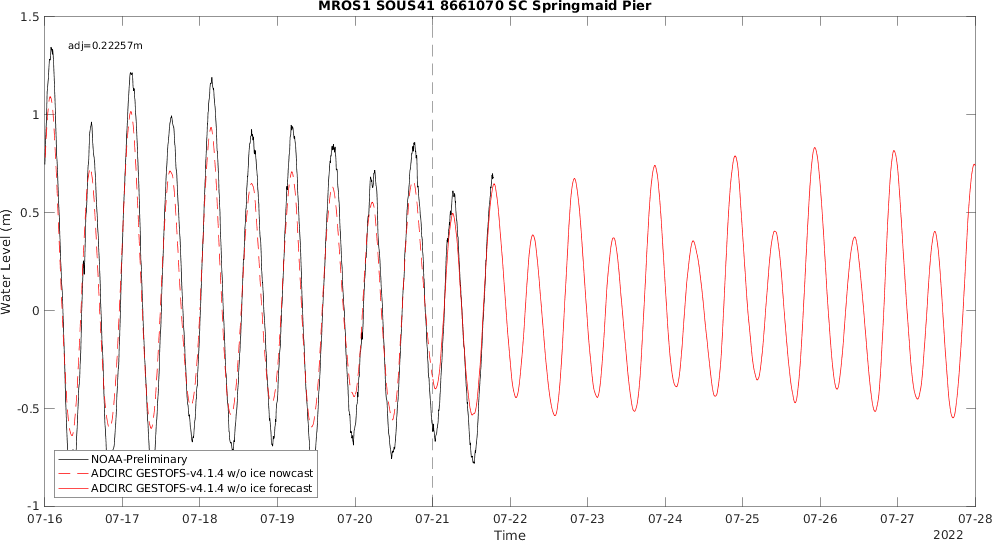 MROS1 SOUS41 8661070 SC Springmaid Pier
adj=0.22257m
1.5
1
0.5
0
-0.5
-1
Water Level (m)
NOAA-Preliminary
ADCIRC GESTOFS-v4.1.4 w/o ice nowcast
ADCIRC GESTOFS-v4.1.4 w/o ice forecast
07-16 07-17 07-18 07-19 07-20 07-21 07-22 07-23 07-24 07-25 07-26 07-27 07-28
Time
2022